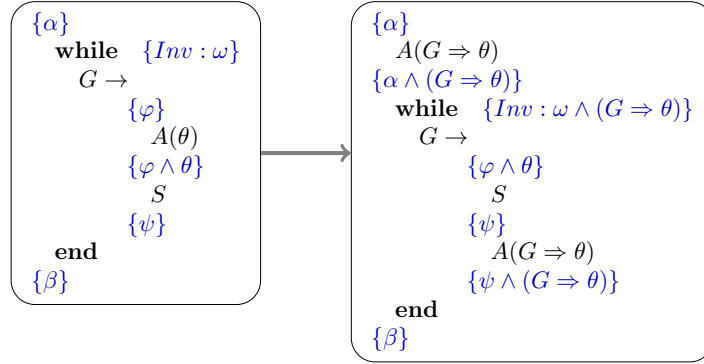 {α}
while {Inv : ω}
G →
{φ}
A(θ)
{φ ∧ θ}
S
{ψ}
end
{β}
{α}
A(G ⇒ θ)
{α ∧ (G ⇒ θ)}
while {Inv : ω ∧ (G ⇒ θ)}
G →
{φ ∧ θ}
S
{ψ}
A(G ⇒ θ)
{ψ ∧ (G ⇒ θ)}
end
{β}